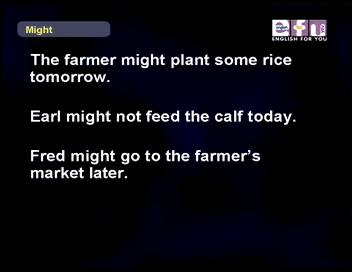 Might
efy
ENGLISH FOR YOU
The farmer might plant some rice
tomorrow.
Earl might not feed the calf today.
Fred might go to the farmer's
market later.